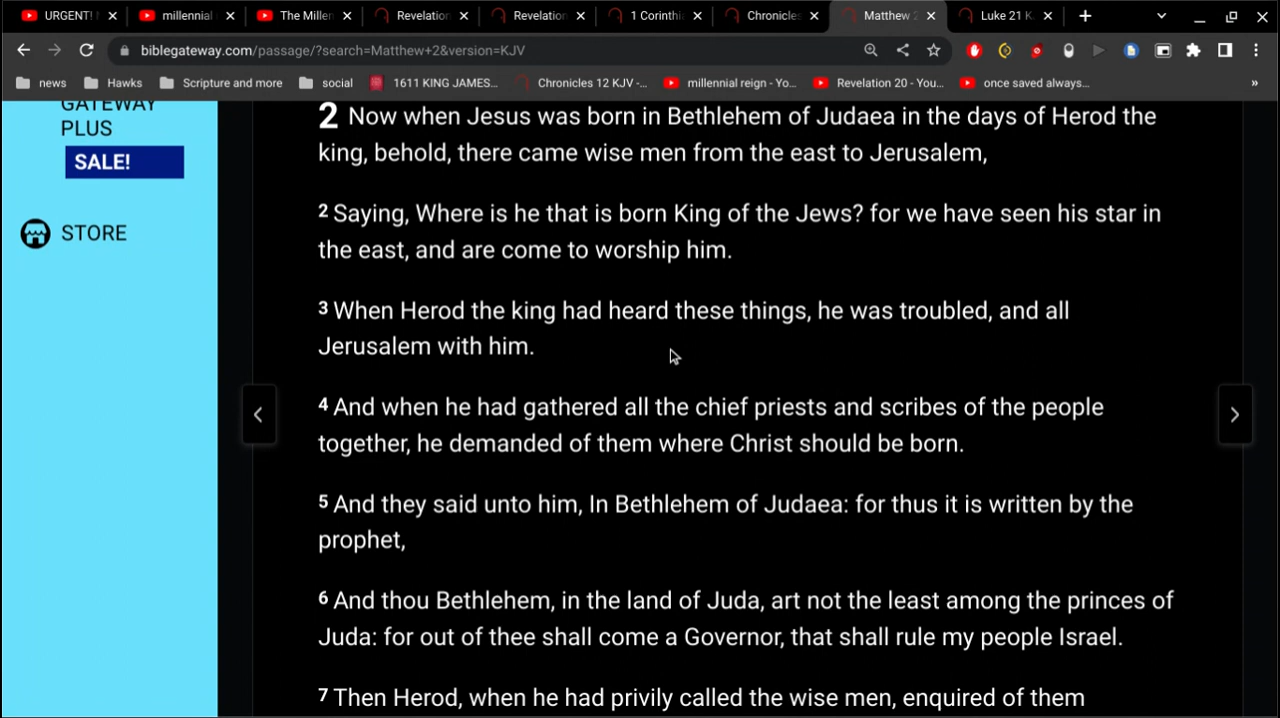 URGENT!
millennial
The Millen
Revelation
Revelation
1 Corinthi
Chronicles
Matthew 2
Luke 21 K
biblegateway.com/passage/?search=Matthew+2&version=KJV
news
Hawks
Scripture and more
social
1611 KING JAMES...
Chronicles 12 KJV -...
millennial reign - Yo...
Revelation 20 - You...
once saved always...
»
GATEWAY
PLUS
SALE!
STORE
2 Now when Jesus was born in Bethlehem of Judaea in the days of Herod the
king, behold, there came wise men from the east to Jerusalem,
2 Saying, Where is he that is born King of the Jews? for we have seen his star in
the east, and are come to worship him.
3 When Herod the king had heard these things, he was troubled, and all
Jerusalem with him.
4 And when he had gathered all the chief priests and scribes of the people
together, he demanded of them where Christ should be born.
5 And they said unto him, In Bethlehem of Judaea: for thus it is written by the
prophet,
6 And thou Bethlehem, in the land of Juda, art not the least among the princes of
Juda: for out of thee shall come a Governor, that shall rule my people Israel.
7 Then Herod, when he had privily called the wise men, enquired of them